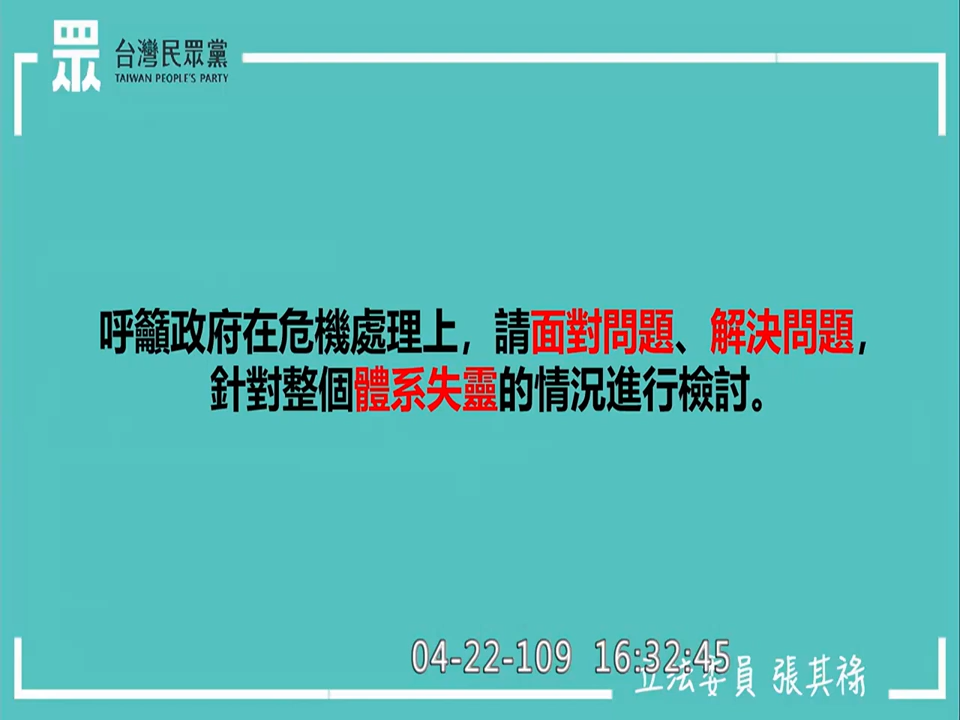 眾 台灣民眾黨
TAIWAN PEOPLE'S PARTY
呼籲政府在危機處理上，請面對問題、解決問題，
針對整個體系失靈的情況進行檢討。
04-22-109 16:32:45
立法委員 張其祿